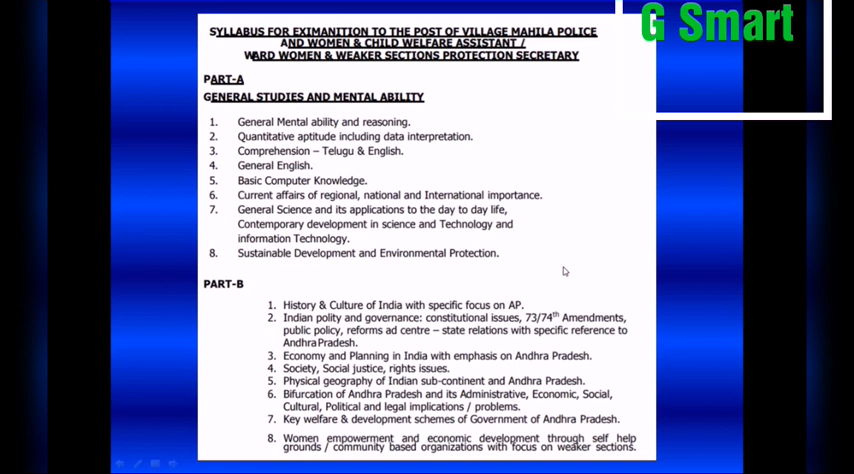 G Smart
SYLLABUS FOR EXIMANITION TO THE POST OF VILLAGE MAHILA POLICE
AND WOMEN & CHILD WELFARE ASSISTANT /
WARD WOMEN & WEAKER SECTIONS PROTECTION SECRETARY
PART-A
GENERAL STUDIES AND MENTAL ABILITY
1. General Mental ability and reasoning.
2. Quantitative aptitude including data interpretation.
3. Comprehension – Telugu & English.
4. General English.
5. Basic Computer Knowledge.
6. Current affairs of regional, national and International importance.
7. General Science and its applications to the day to day life,
Contemporary development in science and Technology and
information Technology.
8. Sustainable Development and Environmental Protection.
PART-B
1. History & Culture of India with specific focus on AP.
2. Indian polity and governance: constitutional issues, 73/74th Amendments,
public policy, reforms ad centre – state relations with specific reference to
Andhra Pradesh.
3. Economy and Planning in India with emphasis on Andhra Pradesh.
4. Society, Social justice, rights issues.
5. Physical geography of Indian sub-continent and Andhra Pradesh.
6. Bifurcation of Andhra Pradesh and its Administrative, Economic, Social,
Cultural, Political and legal implications / problems.
7. Key welfare & development schemes of Government of Andhra Pradesh.
8. Women empowerment and economic development through self help
grounds / community based organizations with focus on weaker sections.